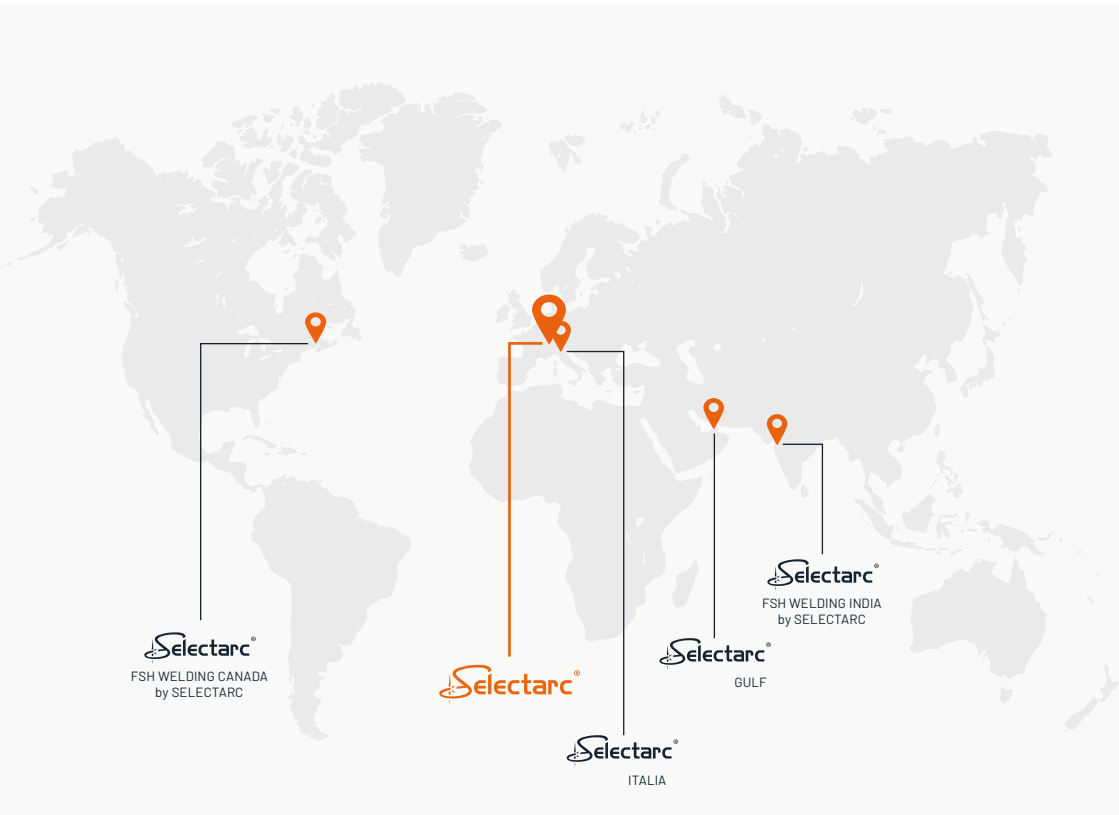 Selectarc®
FSH WELDING INDIA
by SELECTARC
Selectarc®
FSH WELDING CANADA
by SELECTARC
Selectarc®
GULF
Selectarc®
Selectarc®
ITALIA